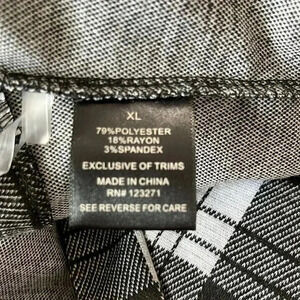 XL
79%POLYESTER
18%RAYON
3%SPANDEX
EXCLUSIVE OF TRIMS
MADE IN CHINA
RN# 123271
SEE REVERSE FOR CARE